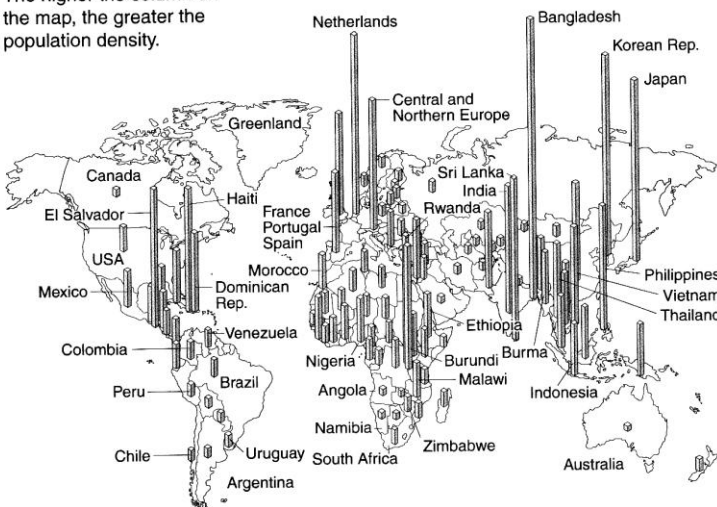 the map, the greater the
population density.
Netherlands
Bangladesh
Korean Rep.
Japan
Central and
Northern Europe
Greenland
Canada
Haiti
El Salvador
Sri Lanka
India
Rwanda
France
Portugal
Spain
USA
Morocco
Mexico
Dominican
Rep.
Philippines
Vietnam
Thailand
Ethiopia
Venezuela
Colombia
Nigeria
Burundi
Burma
Malawi
Brazil
Peru
Angola
Indonesia
Namibia
Zimbabwe
South Africa
Chile
Uruguay
Argentina
Australia